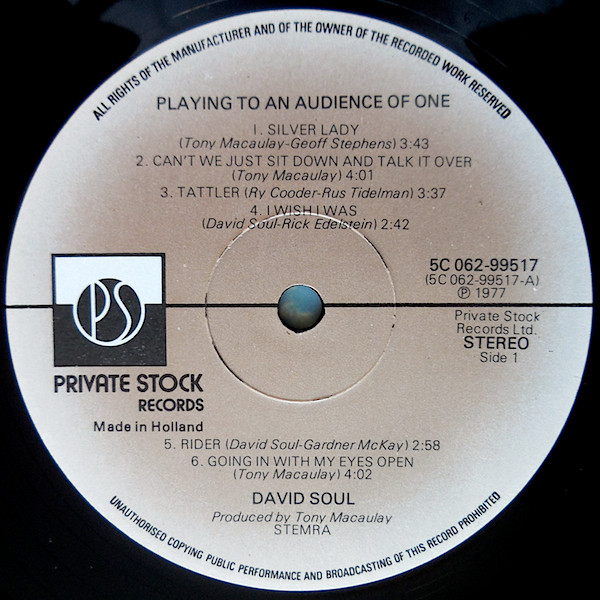 ALL RIGHTS OF THE MANUFACTURER AND OF THE OWNER OF THE RECORDED WORK RESERVED
PLAYING TO AN AUDIENCE OF ONE
1. SILVER LADY
(Tony Macaulay-Geoff Stephens) 3:43
2. CAN'T WE JUST SIT DOWN AND TALK IT OVER
(Tony Macaulay) 4:01
3. TATTLER (Ry Cooder-Rus Tidelman) 3:37
4. I WISH I WAS
(David Soul-Rick Edelstein) 2:42
5C 062-99517
(5C 062-99517-A)
Ⓟ 1977
PS
Private Stock
Records Ltd.
STEREO
Side 1
PRIVATE STOCK
RECORDS
Made in Holland
5. RIDER (David Soul-Gardner McKay) 2:58
6. GOING IN WITH MY EYES OPEN
(Tony Macaulay) 4:02
DAVID SOUL
Produced by Tony Macaulay
STEMRA
UNAUTHORISED COPYING PUBLIC PERFORMANCE AND BROADCASTING OF THIS RECORD PROHIBITED